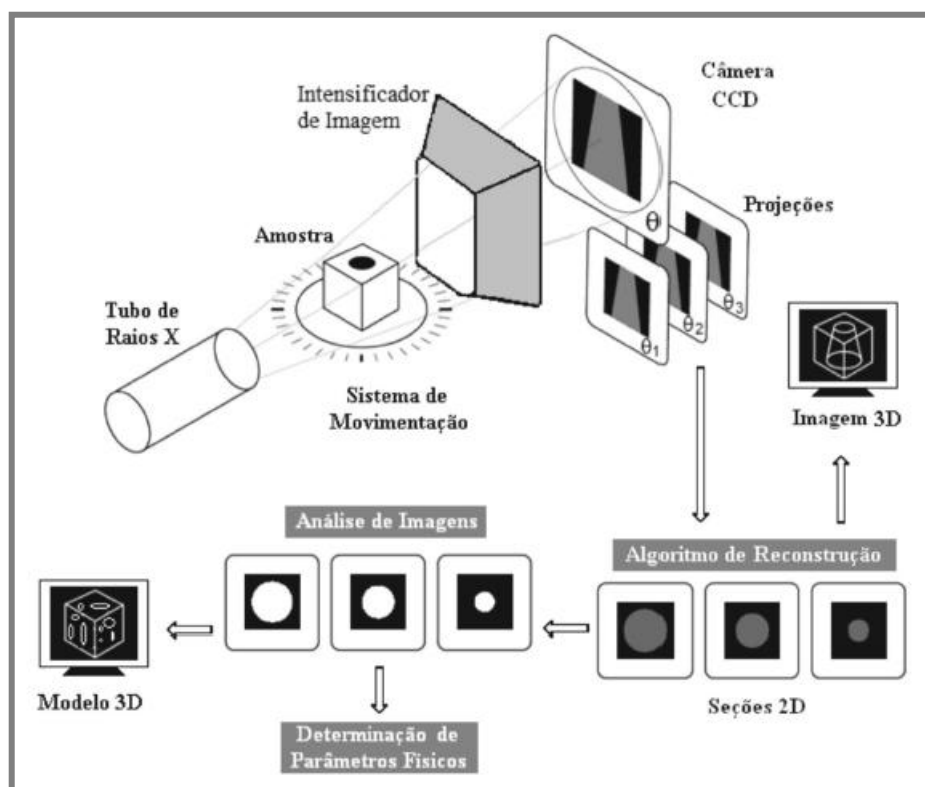 Câmera
CCD
Intensificador
de Imagem
Projeções
Amostra
θ
θ1
θ2
θ3
Tubo de
Raios X
Sistema de
Movimentação
Imagem 3D
Análise de Imagens
Algoritmo de Reconstrução
Modelo 3D
Seções 2D
Determinação de
Parâmetros Físicos